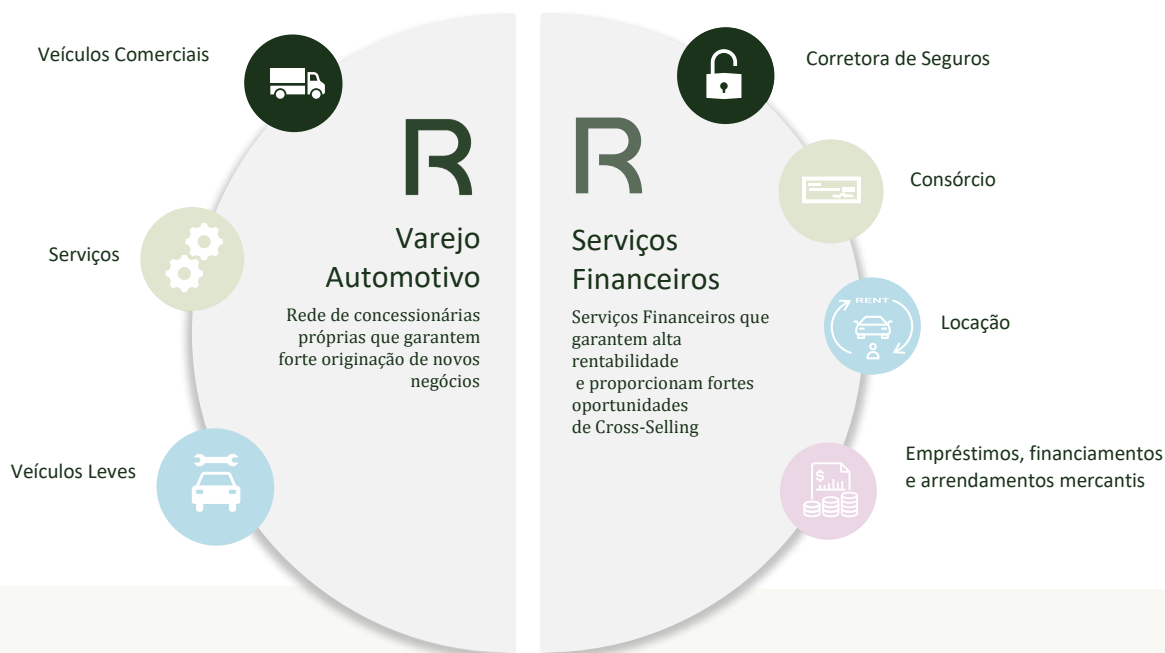 Veículos Comerciais
Serviços
Veículos Leves
R
Varejo
Automotivo
Rede de concessionárias
próprias que garantem
forte originação de novos
negócios
R
Serviços
Financeiros
Serviços Financeiros que
garantem alta
rentabilidade
e proporcionam fortes
oportunidades
de Cross-Selling
Corretora de Seguros
Consórcio
RENT
Locação
$
Empréstimos, financiamentos
e arrendamentos mercantis